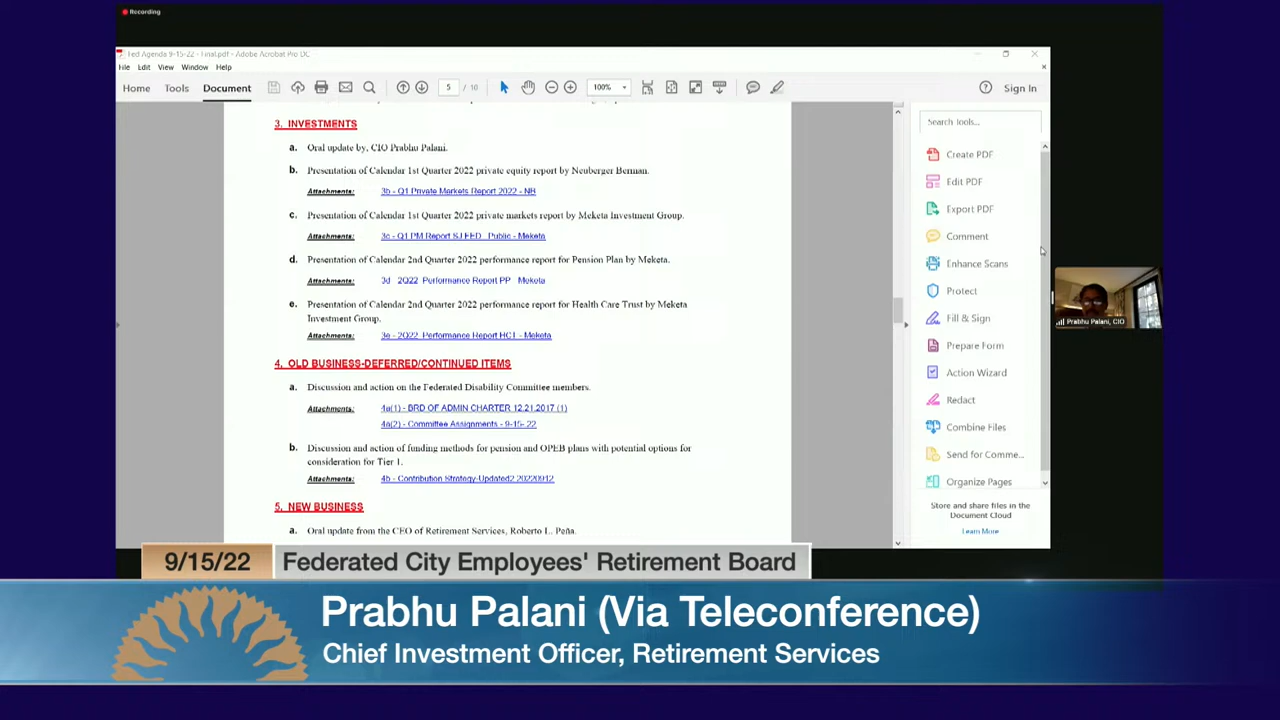 Recording
Fed Agenda 9-15-22 - Final.pdf - Adobe Acrobat Pro DC
File Edit View Window Help
Home Tools Document 5 / 10 100% Sign In
3. INVESTMENTS
a. Oral update by, CIO Prabhu Palani.
b. Presentation of Calendar 1st Quarter 2022 private equity report by Neuberger Berman.
Attachments: 3b - Q1 Private Markets Report 2022 - NB
c. Presentation of Calendar 1st Quarter 2022 private markets report by Meketa Investment Group.
Attachments: 3c - Q1 PM Report SJ FED Public - Meketa
d. Presentation of Calendar 2nd Quarter 2022 performance report for Pension Plan by Meketa.
Attachments: 3d 2Q22 Performance Report PP Meketa
e. Presentation of Calendar 2nd Quarter 2022 performance report for Health Care Trust by Meketa
Investment Group.
Attachments: 3e - 2Q22 Performance Report HCT - Meketa
4. OLD BUSINESS-DEFERRED/CONTINUED ITEMS
a. Discussion and action on the Federated Disability Committee members.
Attachments: 4a(1) - BRD OF ADMIN CHARTER 12.21.2017 (1)
4a(2) - Committee Assignments - 9-15-22
b. Discussion and action of funding methods for pension and OPEB plans with potential options for
consideration for Tier 1.
Attachments: 4b - Contribution Strategy-Updated2 20220912
5. NEW BUSINESS
a. Oral update from the CEO of Retirement Services, Roberto L. Peña.
Search Tools...
Create PDF
Edit PDF
Export PDF
Comment
Enhance Scans
Protect
Fill & Sign
Prepare Form
Action Wizard
Redact
Combine Files
Send for Comme...
Organize Pages
Store and share files in the
Document Cloud
Learn More
Prabhu Palani, CIO
9/15/22 Federated City Employees' Retirement Board
Prabhu Palani (Via Teleconference)
Chief Investment Officer, Retirement Services